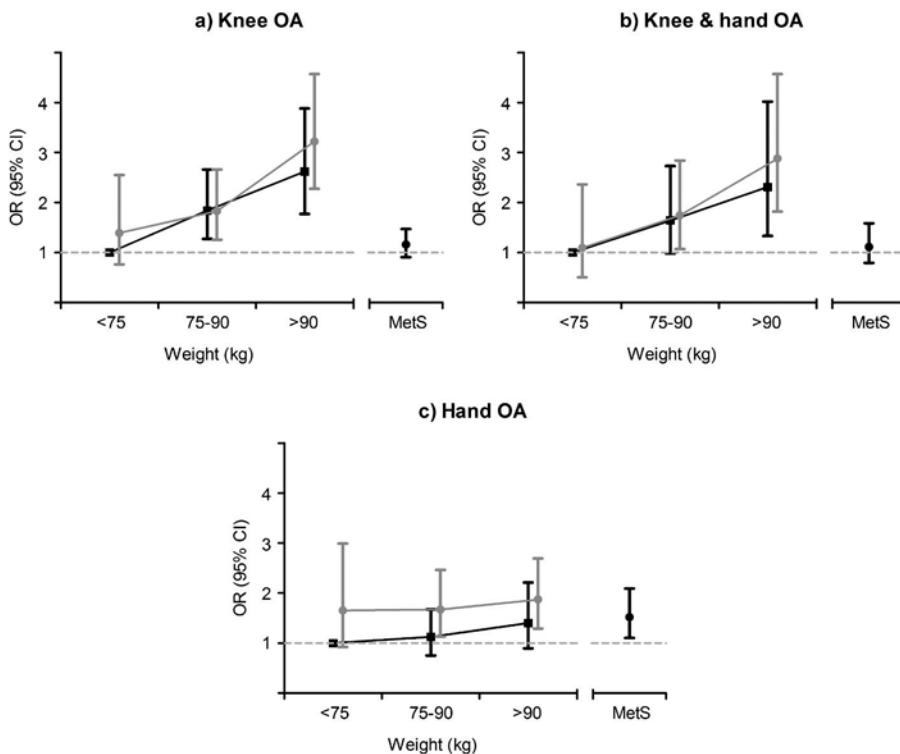 a) Knee OA
OR (95% CI)
4
3
2
1
<75 75-90 >90 MetS
Weight (kg)
b) Knee & hand OA
OR (95% CI)
4
3
2
1
<75 75-90 >90 MetS
Weight (kg)
c) Hand OA
OR (95% CI)
4
3
2
1
<75 75-90 >90 MetS
Weight (kg)